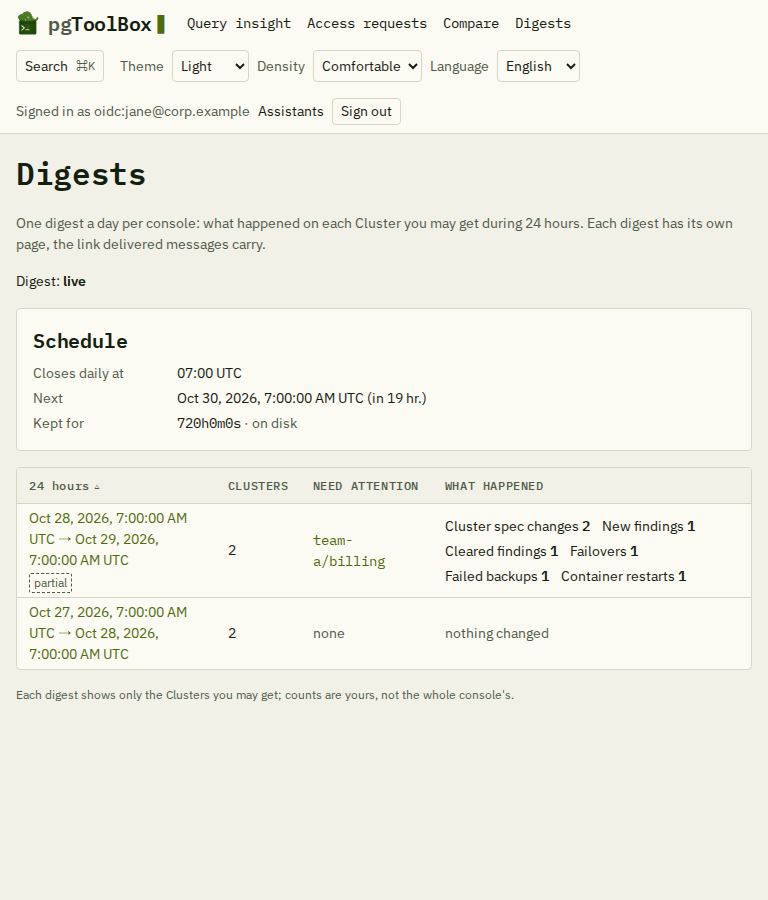 pgToolBox Query insight Access requests Compare Digests
Search ⌘K Theme Light Density Comfortable Language English
Signed in as oidc:jane@corp.example Assistants Sign out
Digests
One digest a day per console: what happened on each Cluster you may get during 24 hours. Each digest has its own
page, the link delivered messages carry.
Digest: live
Schedule
Closes daily at 07:00 UTC
Next Oct 30, 2026, 7:00:00 AM UTC (in 19 hr.)
Kept for 720h0m0s · on disk
24 hours CLUSTERS NEED ATTENTION WHAT HAPPENED
Oct 28, 2026, 7:00:00 AM
UTC → Oct 29, 2026,
7:00:00 AM UTC
partial
2
team-
a/billing
Cluster spec changes 2 New findings 1
Cleared findings 1 Failovers 1
Failed backups 1 Container restarts 1
Oct 27, 2026, 7:00:00 AM
UTC → Oct 28, 2026,
7:00:00 AM UTC
2
none
nothing changed
Each digest shows only the Clusters you may get; counts are yours, not the whole console's.